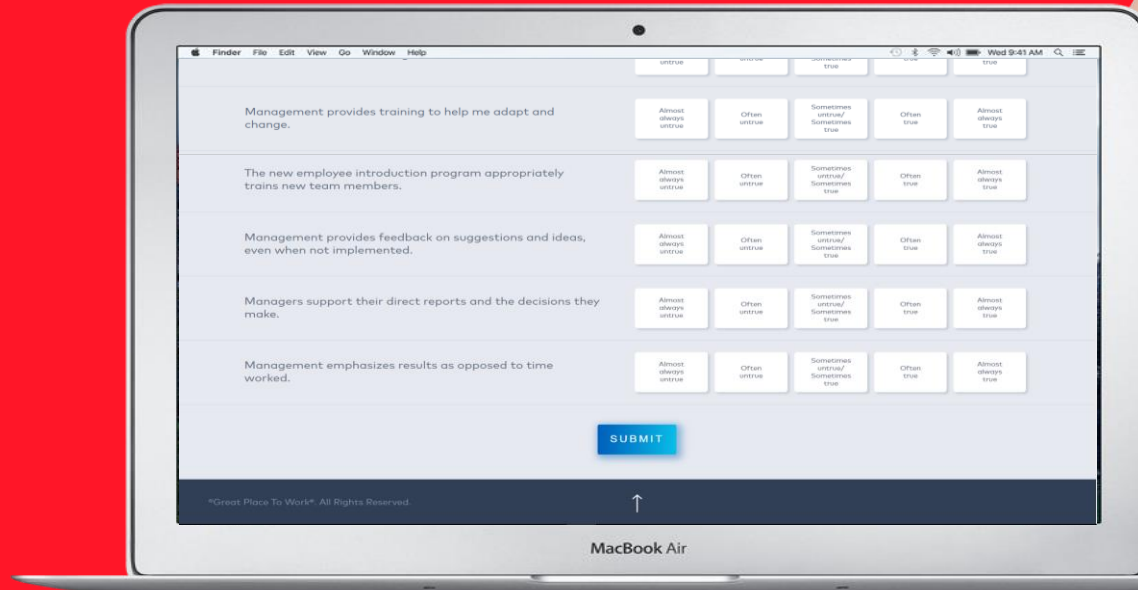 Finder File Edit View Go Window Help Wed 9:41 AM
untrue untrue true true
Management provides training to help me adapt and
change.
Almost
always
untrue
Often
untrue
Sometimes
untrue/
Sometimes
true
Often
true
Almost
always
true
The new employee introduction program appropriately
trains new team members.
Almost
always
untrue
Often
untrue
Sometimes
untrue/
Sometimes
true
Often
true
Almost
always
true
Management provides feedback on suggestions and ideas,
even when not implemented.
Almost
always
untrue
Often
untrue
Sometimes
untrue/
Sometimes
true
Often
true
Almost
always
true
Managers support their direct reports and the decisions they
make.
Almost
always
untrue
Often
untrue
Sometimes
untrue/
Sometimes
true
Often
true
Almost
always
true
Management emphasizes results as opposed to time
worked.
Almost
always
untrue
Often
untrue
Sometimes
untrue/
Sometimes
true
Often
true
Almost
always
true
SUBMIT
©Great Place To Work®. All Rights Reserved.
MacBook Air